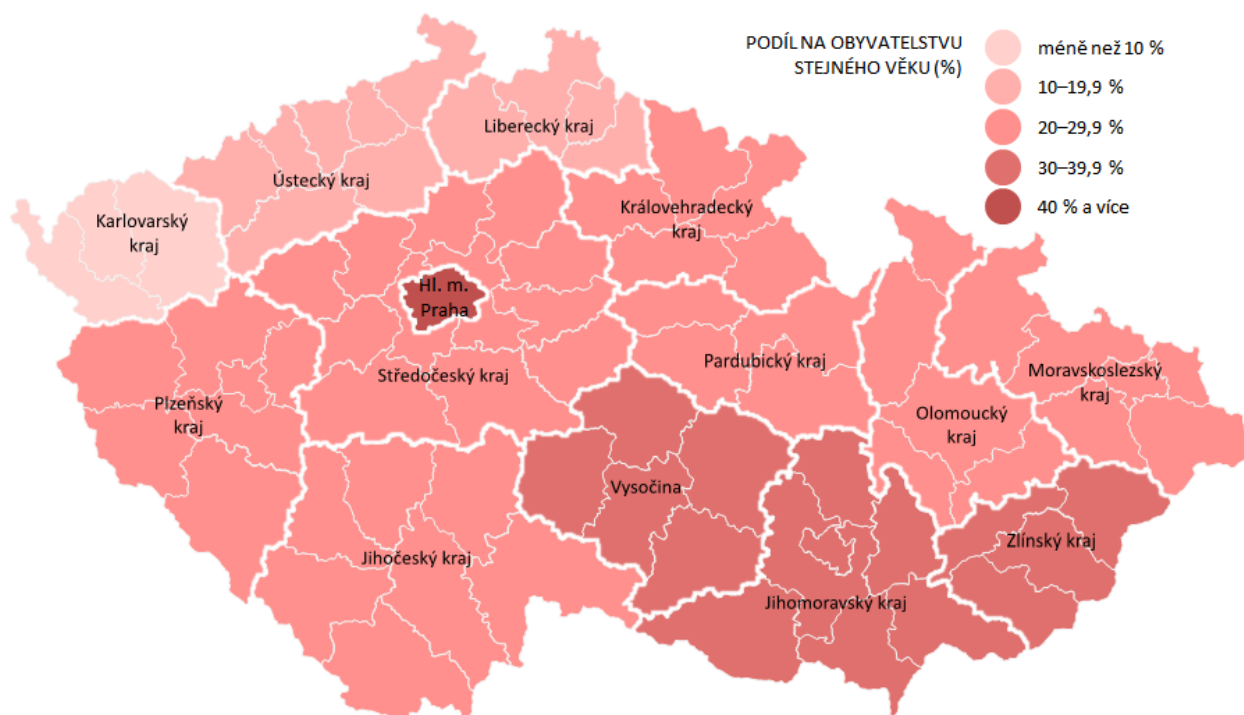 PODÍL NA OBYVATELSTVU
STEJNÉHO VĚKU (%)
méně než 10 %
10–19,9 %
20–29,9 %
30–39,9 %
40 % a více
Liberecký kraj
Ústecký kraj
Karlovarský
kraj
Královehradecký
kraj
Hl. m.
Praha
Středočeský kraj
Pardubický kraj
Moravskoslezský
kraj
Plzeňský
kraj
Olomoucký
kraj
Vysočina
Jihočeský kraj
Zlínský kraj
Jihomoravský kraj